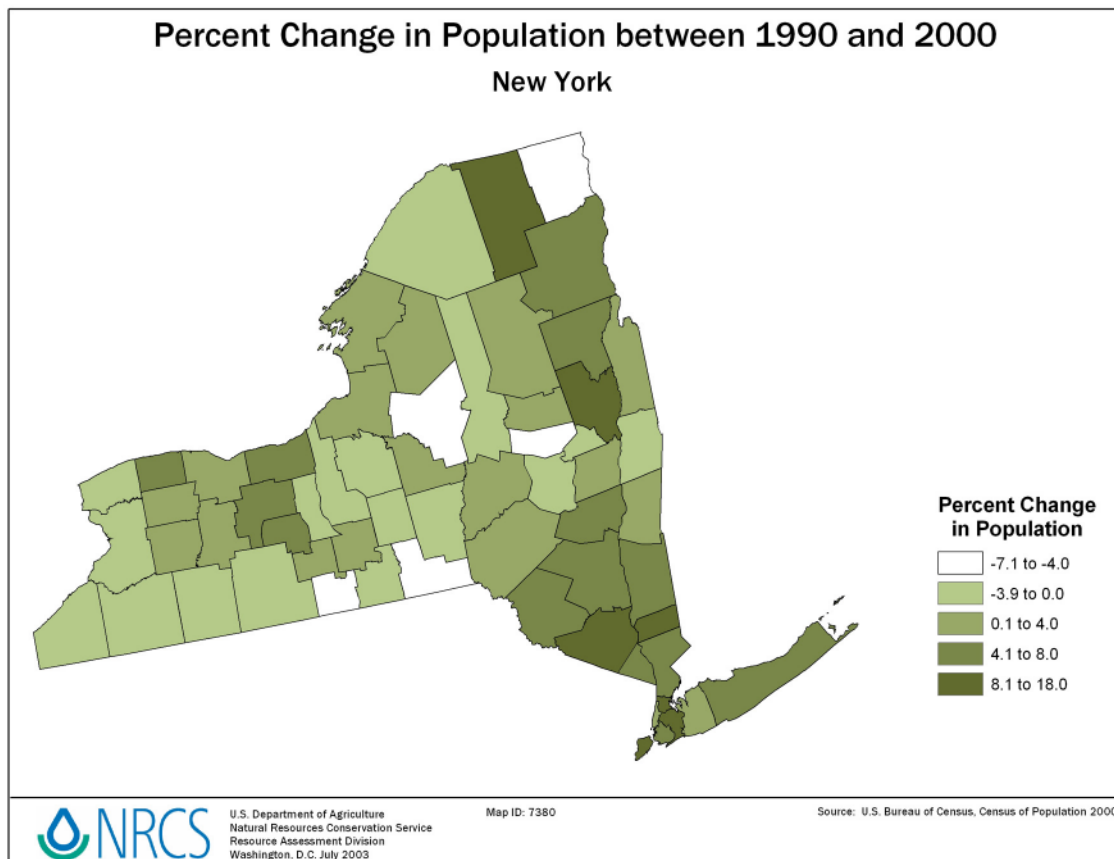 Percent Change in Population between 1990 and 2000
New York
Percent Change
in Population
-7.1 to -4.0
-3.9 to 0.0
0.1 to 4.0
4.1 to 8.0
8.1 to 18.0
NRCS
U.S. Department of Agriculture
Natural Resources Conservation Service
Resource Assessment Division
Washington, D.C. July 2003
Map ID: 7380
Source: U.S. Bureau of Census, Census of Population 2000